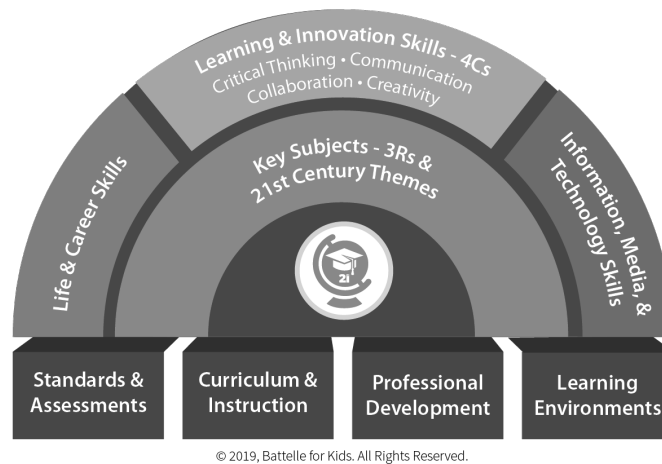 Learning & Innovation Skills - 4Cs
Critical Thinking • Communication
Collaboration • Creativity
Life & Career Skills
Key Subjects - 3Rs &
21st Century Themes
Information, Media, &
Technology Skills
21
Standards &
Assessments
Curriculum &
Instruction
Professional
Development
Learning
Environments
© 2019, Battelle for Kids. All Rights Reserved.